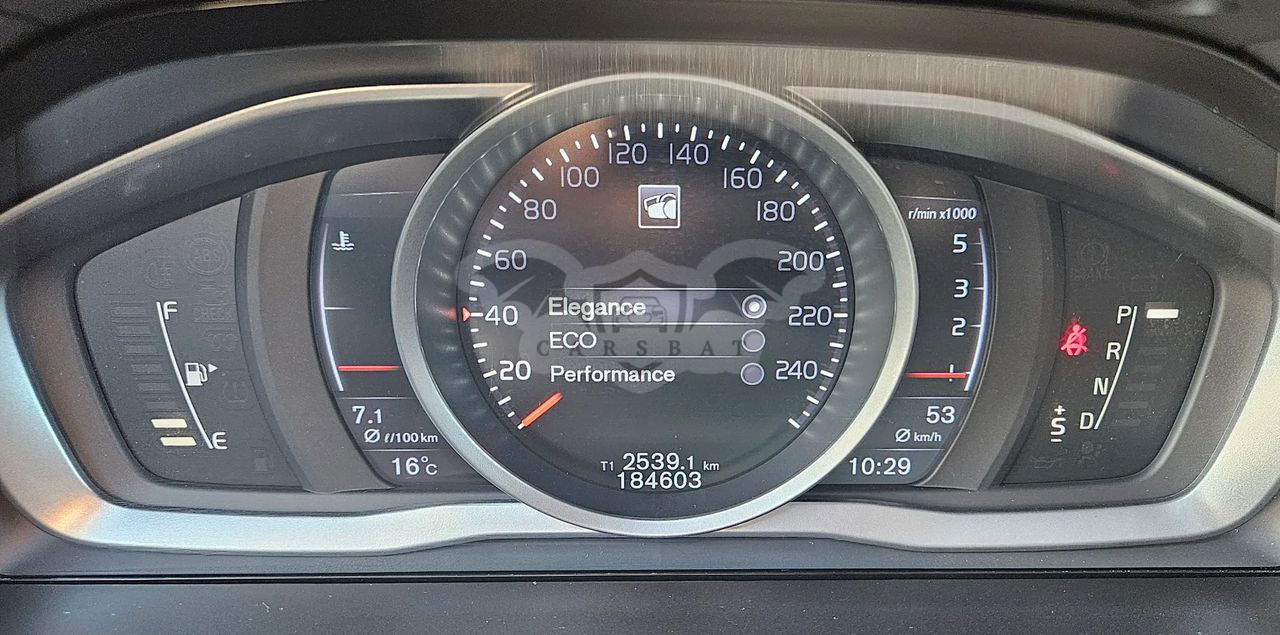 F
E
7.1
Ø ℓ/100 km
16°C
20
40
60
80
100
120
140
160
180
200
220
240
Elegance
ECO
Performance
CARSBAT
T1 2539.1 km
184603
r/min x1000
5
3
2
1
53
Ø km/h
10:29
P
R
N
D
+
S
−